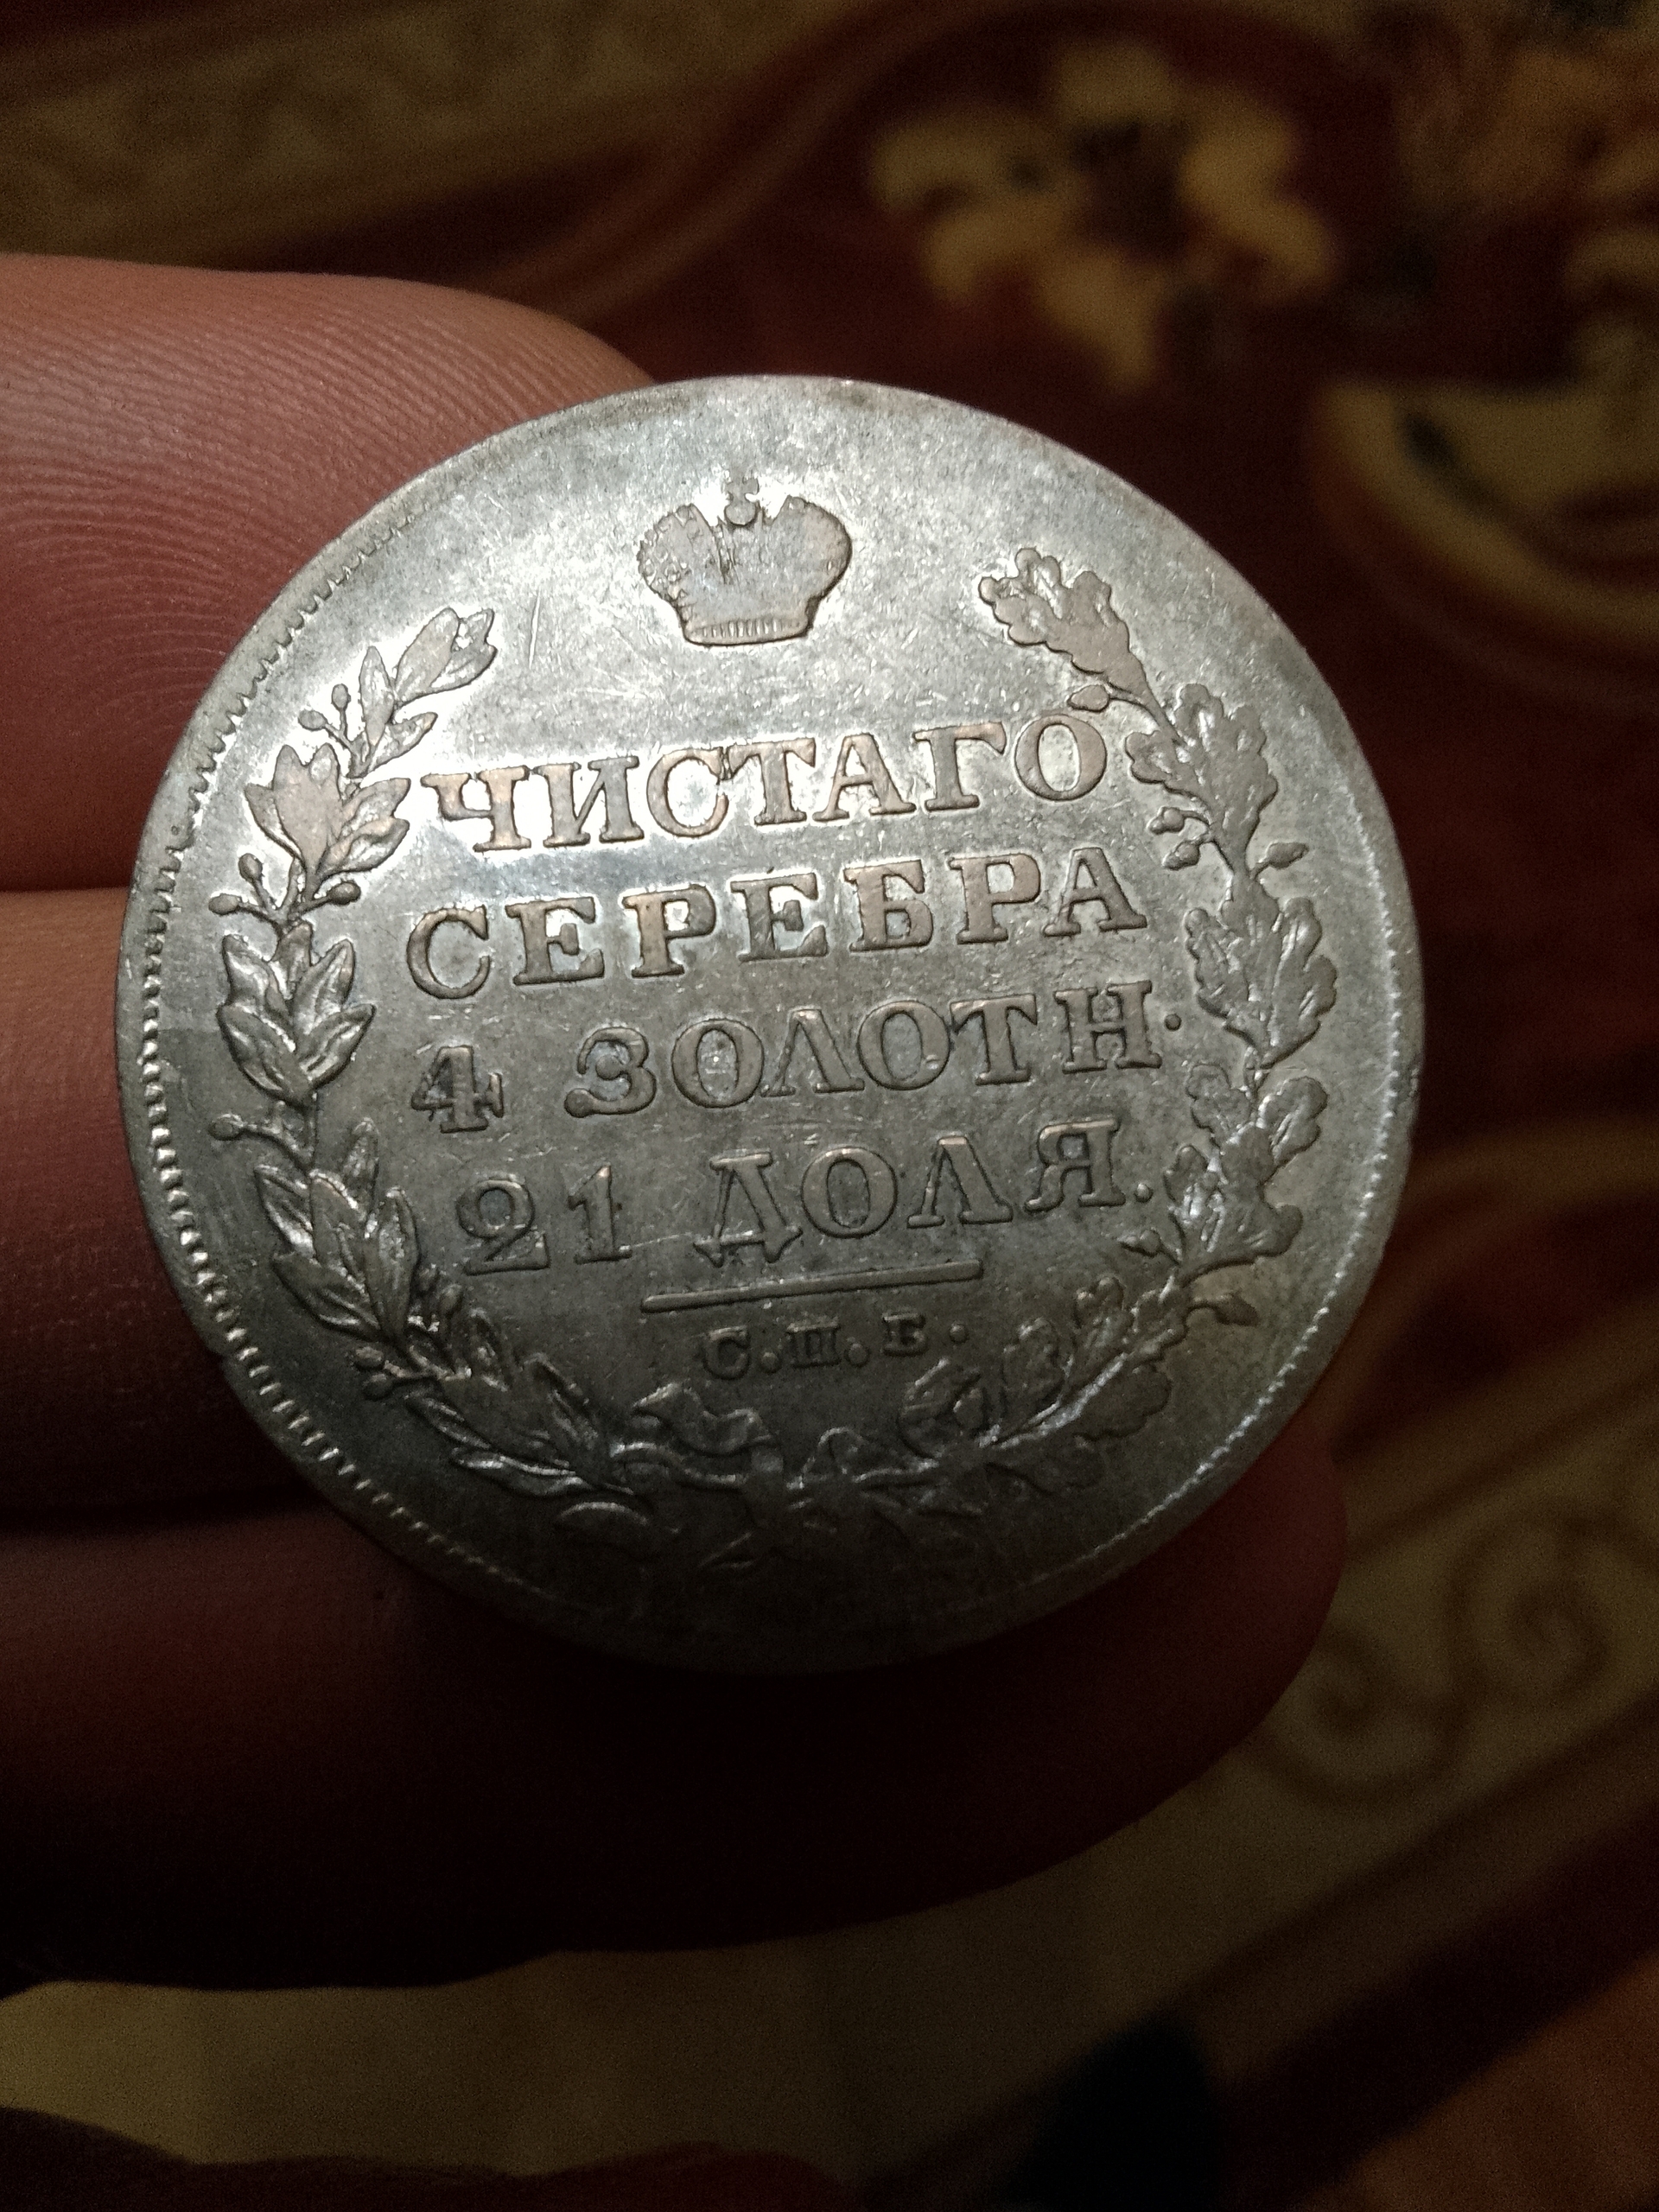 ЧИСТАГО
СЕРЕБРА
4 ЗОЛОТН.
21 ДОЛЯ.
С.П.Б.